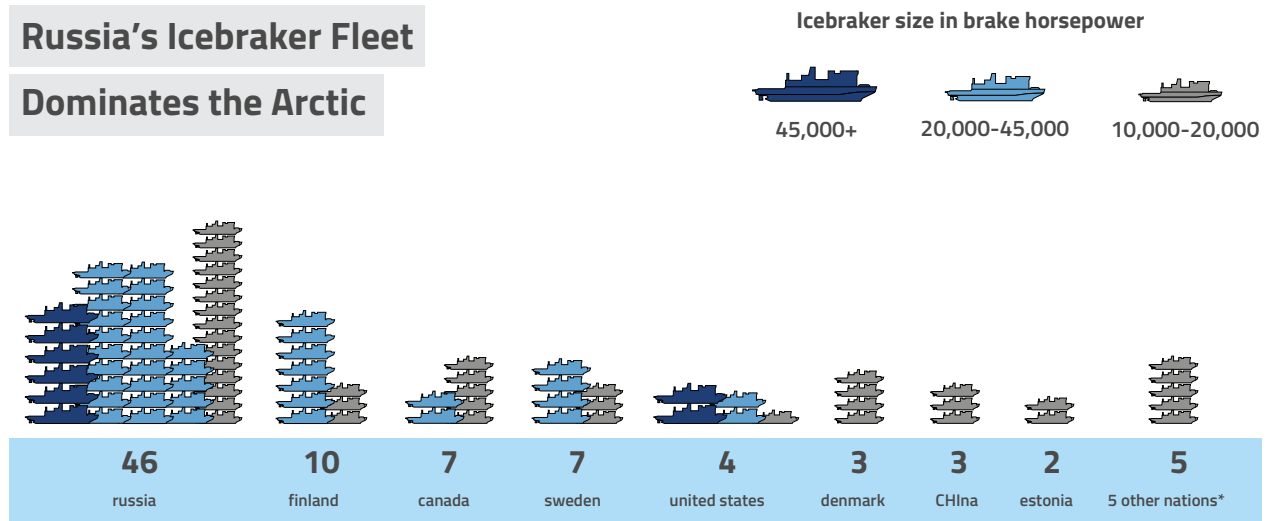 Russia's Icebraker Fleet
Dominates the Arctic
Icebraker size in brake horsepower
45,000+
20,000-45,000
10,000-20,000
46
10
7
7
4
3
3
2
5
russia
finland
canada
sweden
united states
denmark
CHIna
estonia
5 other nations*